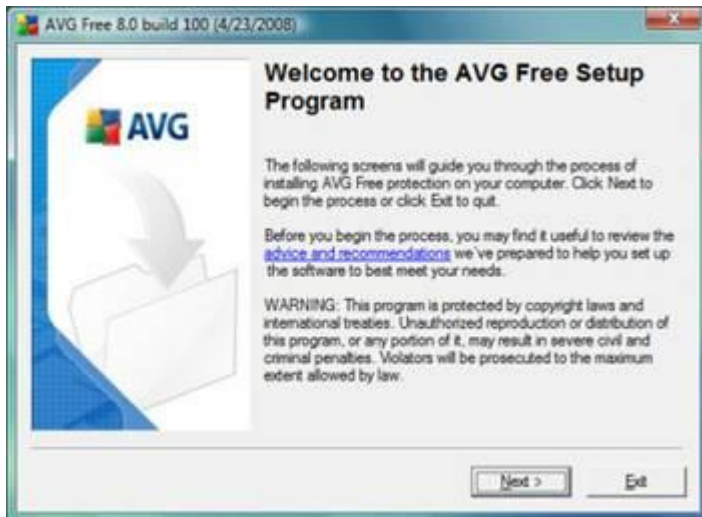 AVG Free 8.0 build 100 (4/23/2008)
AVG
Welcome to the AVG Free Setup
Program
The following screens will guide you through the process of
installing AVG Free protection on your computer. Click Next to
begin the process or click Exit to quit.
Before you begin the process, you may find it useful to review the
advice and recommendations we've prepared to help you set up
the software to best meet your needs.
WARNING: This program is protected by copyright laws and
international treaties. Unauthorized reproduction or distribution of
this program, or any portion of it, may result in severe civil and
criminal penalties. Violators will be prosecuted to the maximum
extent allowed by law.
Next >
Exit